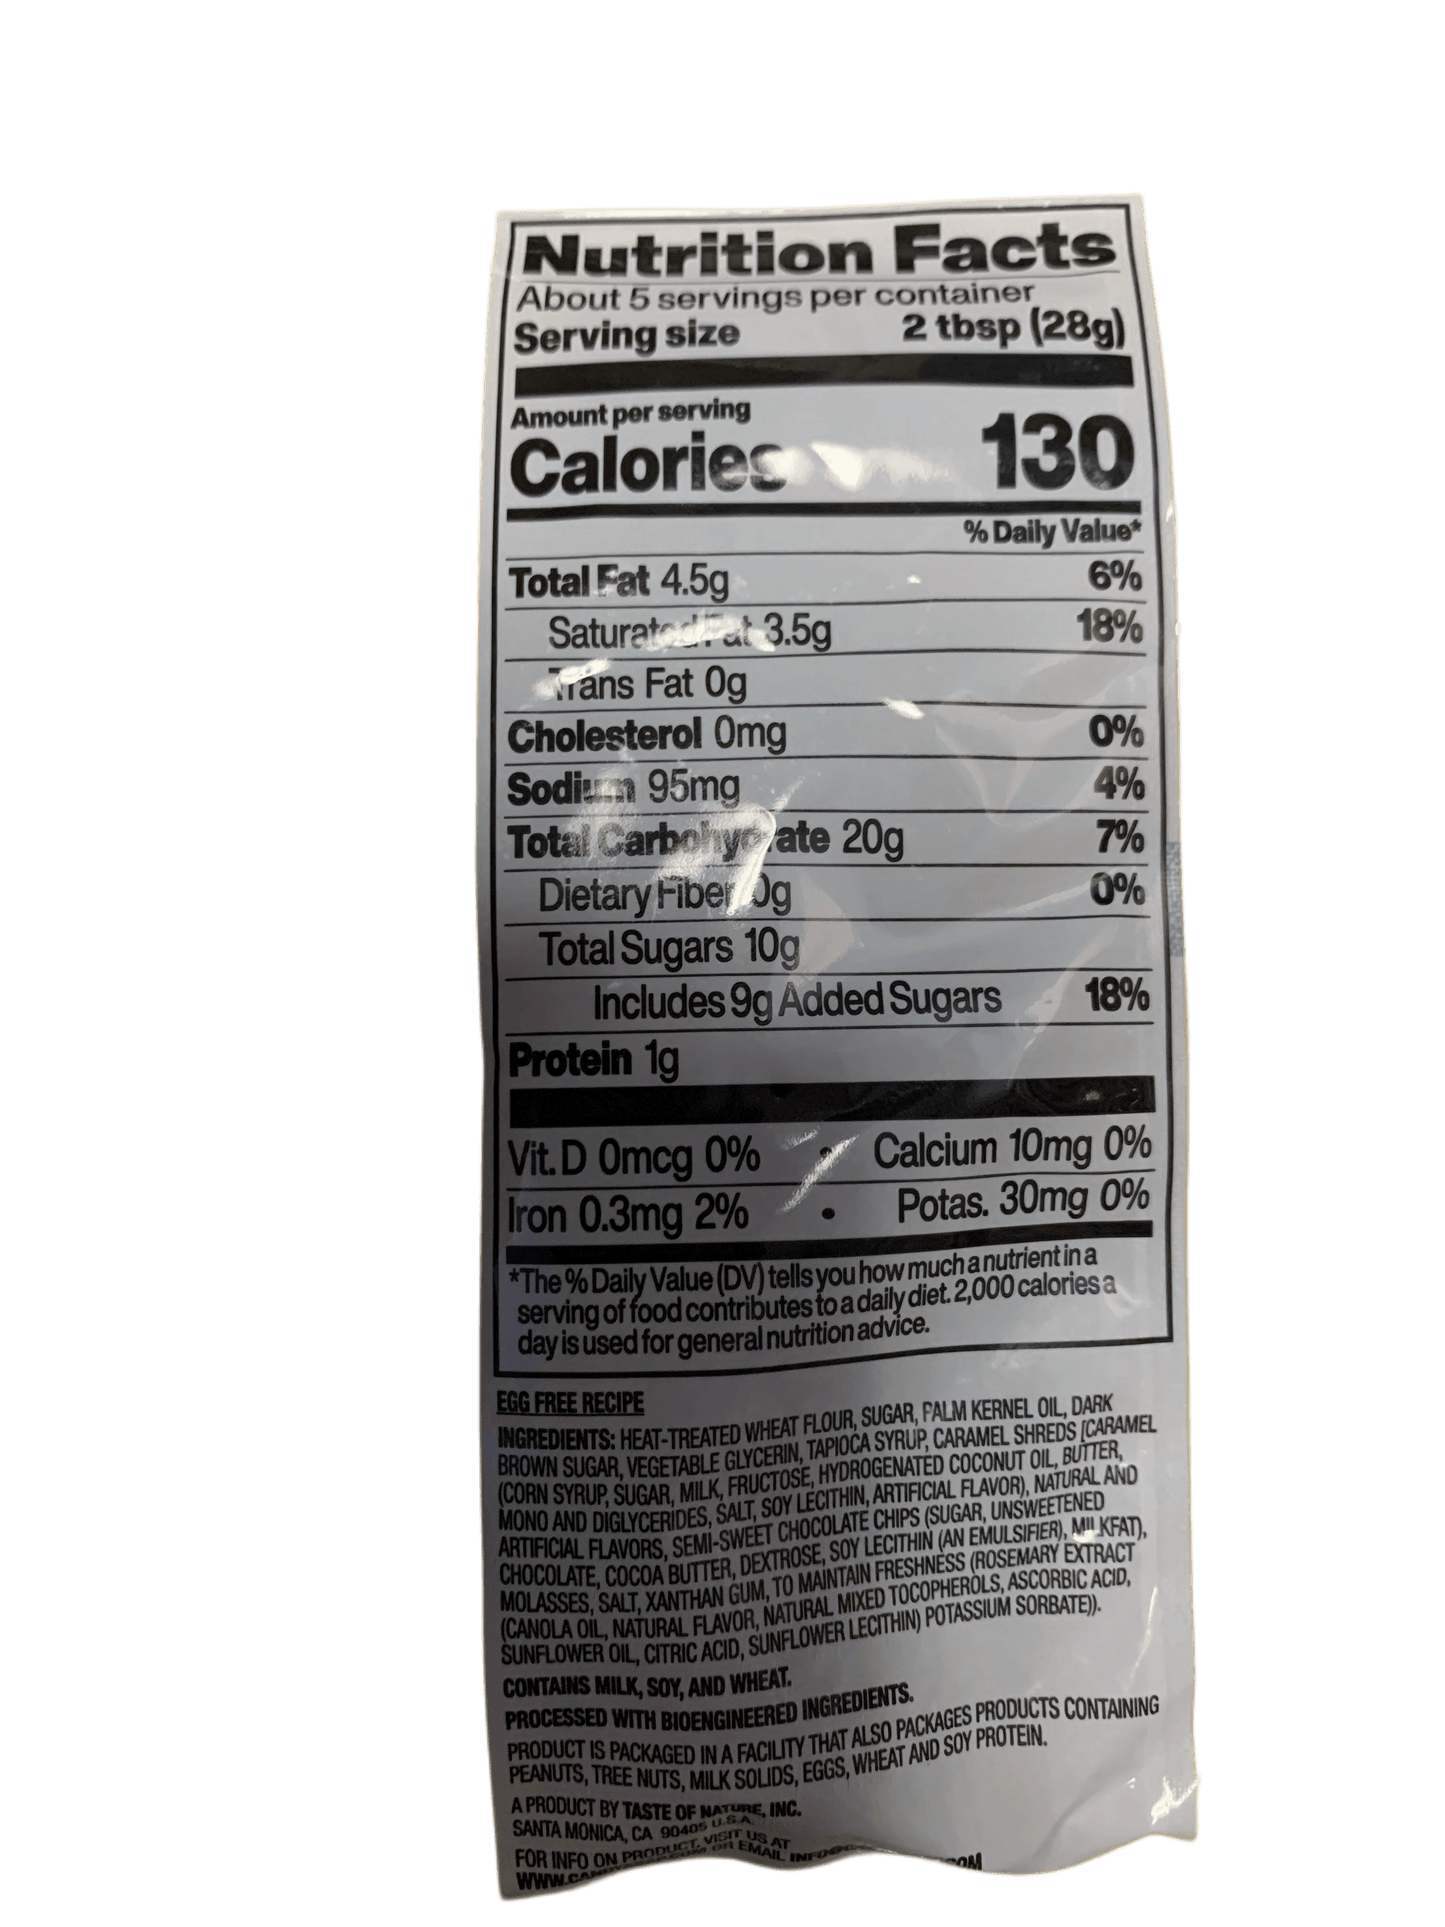 Nutrition Facts
About 5 servings per container
Serving size 2 tbsp (28g)
Amount per serving
Calories 130
% Daily Value*
Total Fat 4.5g 6%
Saturated Fat 3.5g 18%
Trans Fat 0g
Cholesterol 0mg 0%
Sodium 95mg 4%
Total Carbohydrate 20g 7%
Dietary Fiber 0g 0%
Total Sugars 10g
Includes 9g Added Sugars 18%
Protein 1g
Vit. D 0mcg 0% • Calcium 10mg 0%
Iron 0.3mg 2% • Potas. 30mg 0%
*The % Daily Value (DV) tells you how much a nutrient in a
serving of food contributes to a daily diet. 2,000 calories a
day is used for general nutrition advice.
EGG FREE RECIPE
INGREDIENTS: HEAT-TREATED WHEAT FLOUR, SUGAR, PALM KERNEL OIL, DARK
BROWN SUGAR, VEGETABLE GLYCERIN, TAPIOCA SYRUP, CARAMEL SHREDS [CARAMEL
(CORN SYRUP, SUGAR, MILK, FRUCTOSE, HYDROGENATED COCONUT OIL, BUTTER,
MONO AND DIGLYCERIDES, SALT, SOY LECITHIN, ARTIFICIAL FLAVOR), NATURAL AND
ARTIFICIAL FLAVORS, SEMI-SWEET CHOCOLATE CHIPS (SUGAR, UNSWEETENED
CHOCOLATE, COCOA BUTTER, DEXTROSE, SOY LECITHIN (AN EMULSIFIER), MILKFAT),
MOLASSES, SALT, XANTHAN GUM, TO MAINTAIN FRESHNESS (ROSEMARY EXTRACT
(CANOLA OIL, NATURAL FLAVOR, NATURAL MIXED TOCOPHEROLS, ASCORBIC ACID,
SUNFLOWER OIL, CITRIC ACID, SUNFLOWER LECITHIN) POTASSIUM SORBATE)).
CONTAINS MILK, SOY, AND WHEAT.
PROCESSED WITH BIOENGINEERED INGREDIENTS.
PRODUCT IS PACKAGED IN A FACILITY THAT ALSO PACKAGES PRODUCTS CONTAINING
PEANUTS, TREE NUTS, MILK SOLIDS, EGGS, WHEAT AND SOY PROTEIN.
A PRODUCT BY TASTE OF NATURE, INC.
SANTA MONICA, CA 90405 U.S.A.
FOR INFO ON PRODUCT, VISIT US AT
OR EMAIL